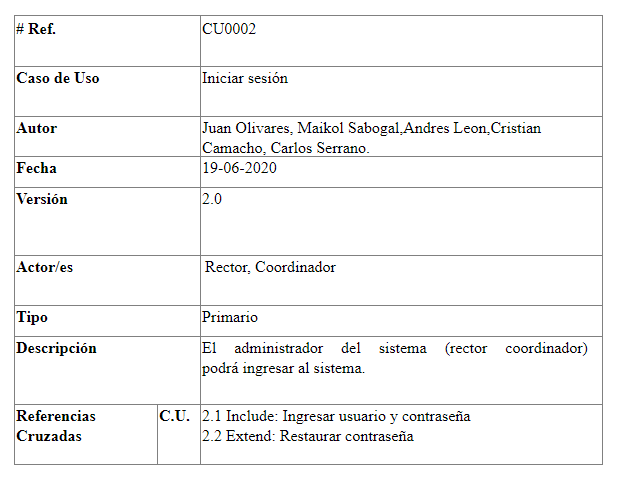 # Ref. CU0002
Caso de Uso Iniciar sesión
Autor Juan Olivares, Maikol Sabogal,Andres Leon,Cristian
Camacho, Carlos Serrano.
Fecha 19-06-2020
Versión 2.0
Actor/es Rector, Coordinador
Tipo Primario
Descripción El administrador del sistema (rector coordinador)
podrá ingresar al sistema.
Referencias C.U. 2.1 Include: Ingresar usuario y contraseña
Cruzadas 2.2 Extend: Restaurar contraseña